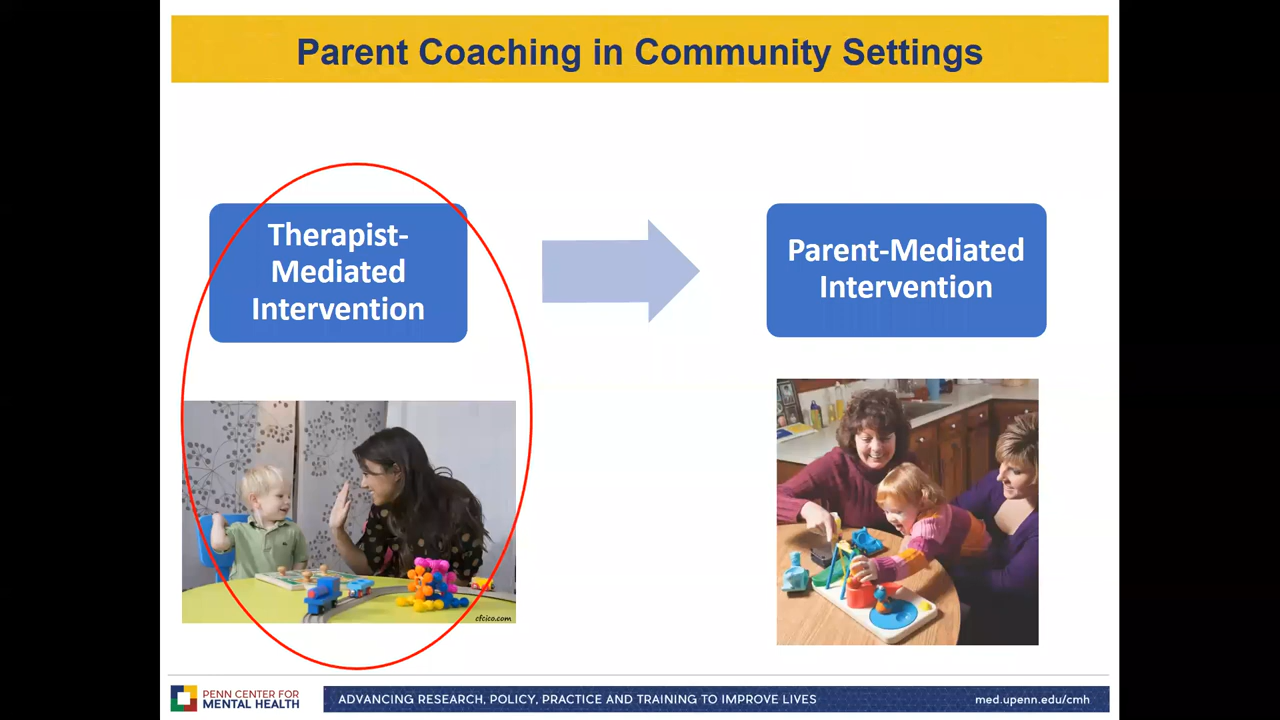 Parent Coaching in Community Settings
Therapist-
Mediated
Intervention
Parent-Mediated
Intervention
cfcico.com
PENN CENTER FOR
MENTAL HEALTH
ADVANCING RESEARCH, POLICY, PRACTICE AND TRAINING TO IMPROVE LIVES
med.upenn.edu/cmh